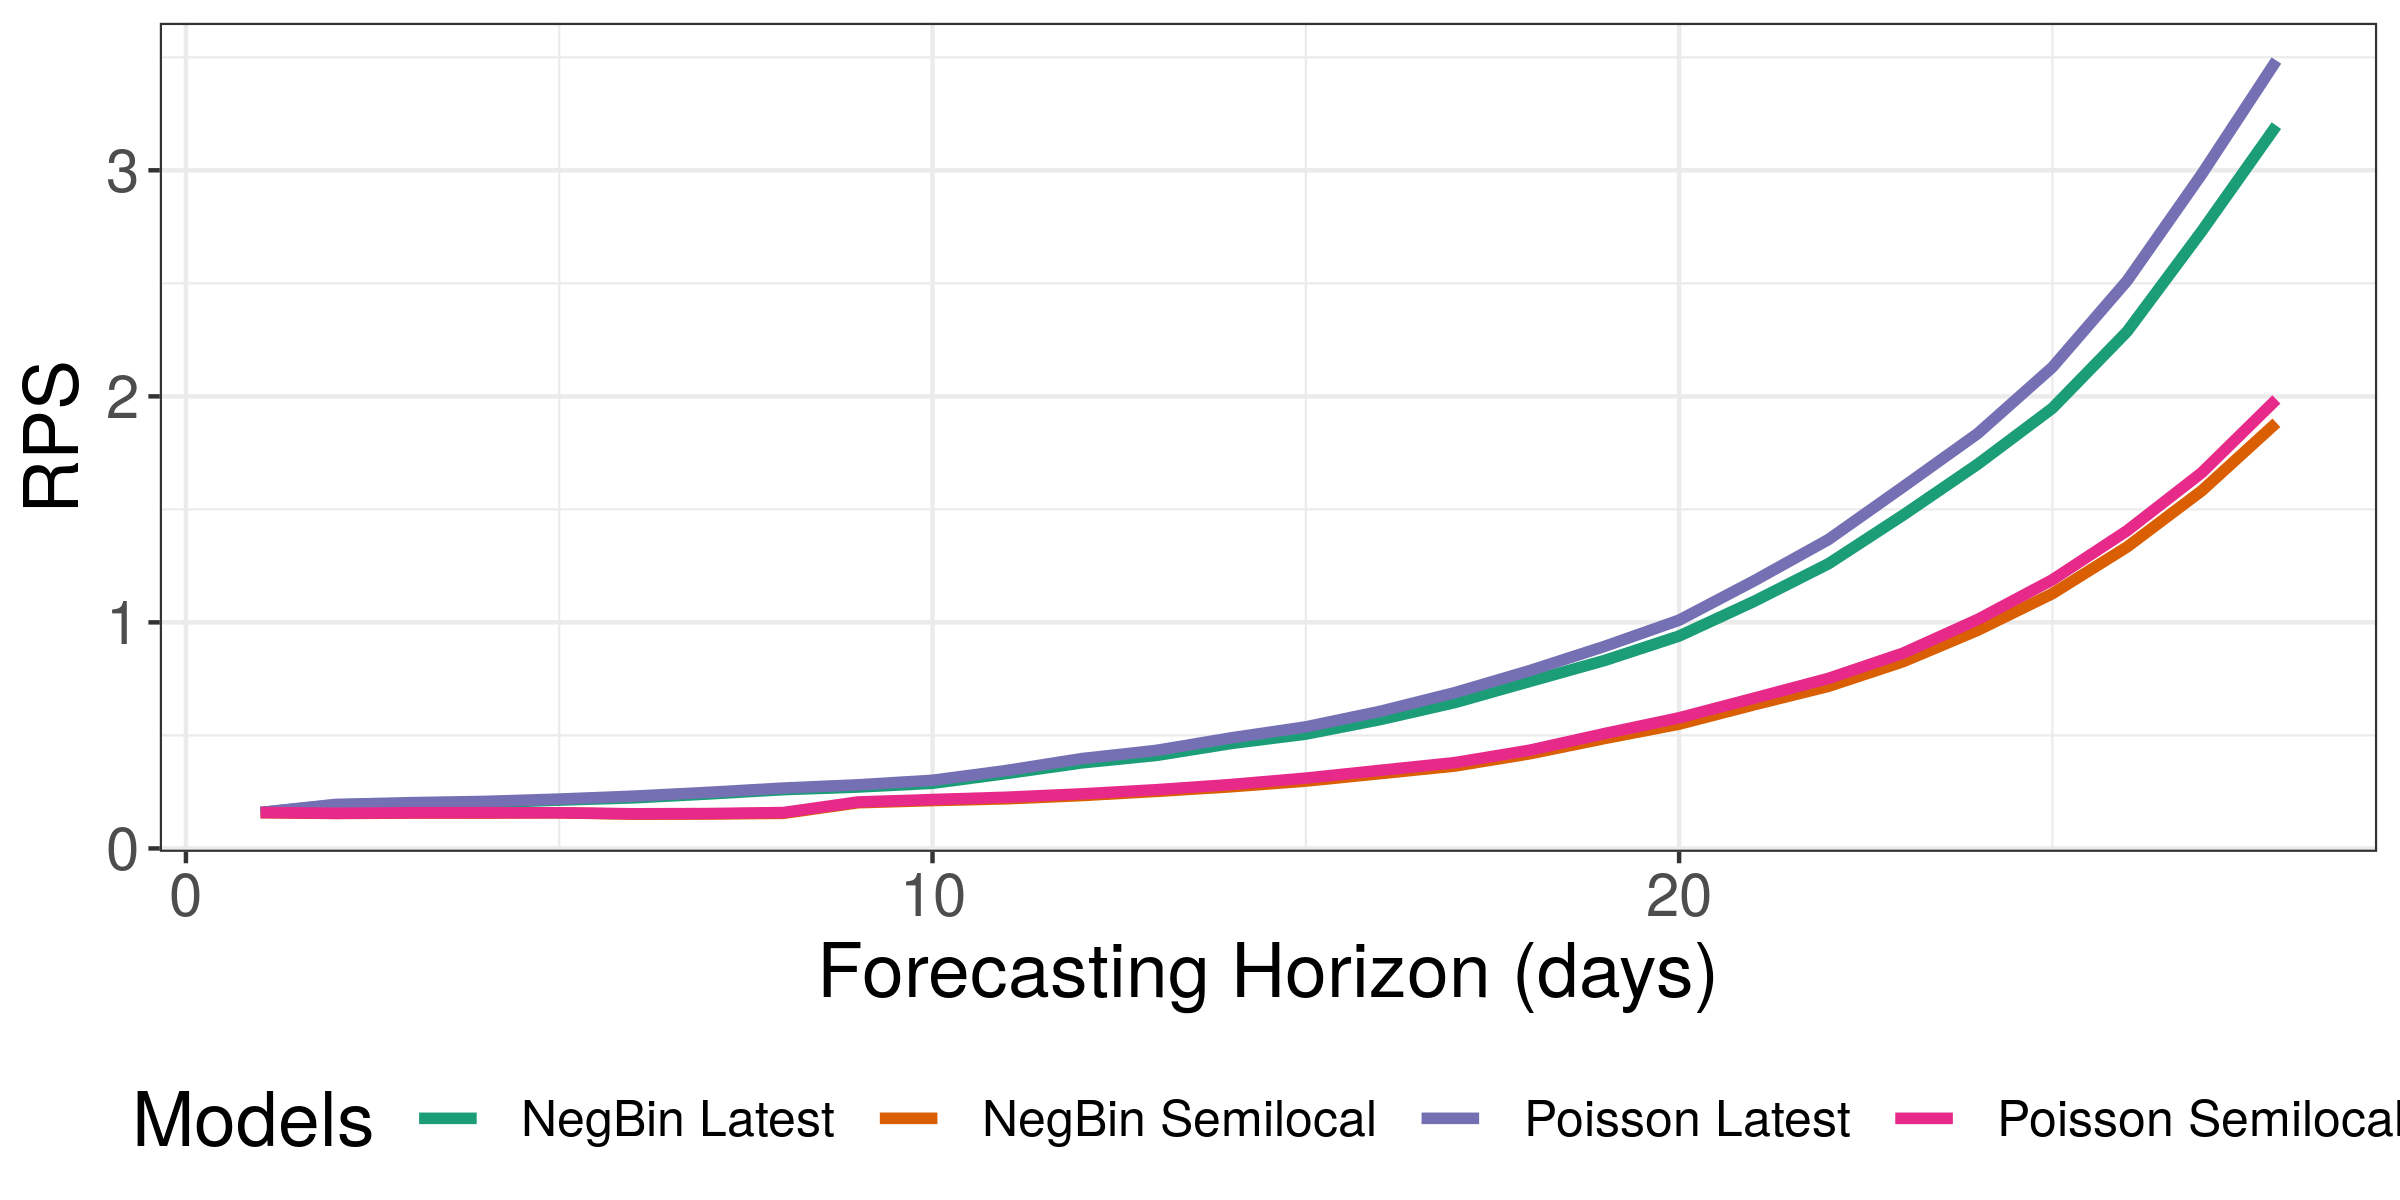 RPS
3
2
1
0
0 10 20
Forecasting Horizon (days)
Models NegBin Latest NegBin Semilocal Poisson Latest Poisson Semilocal